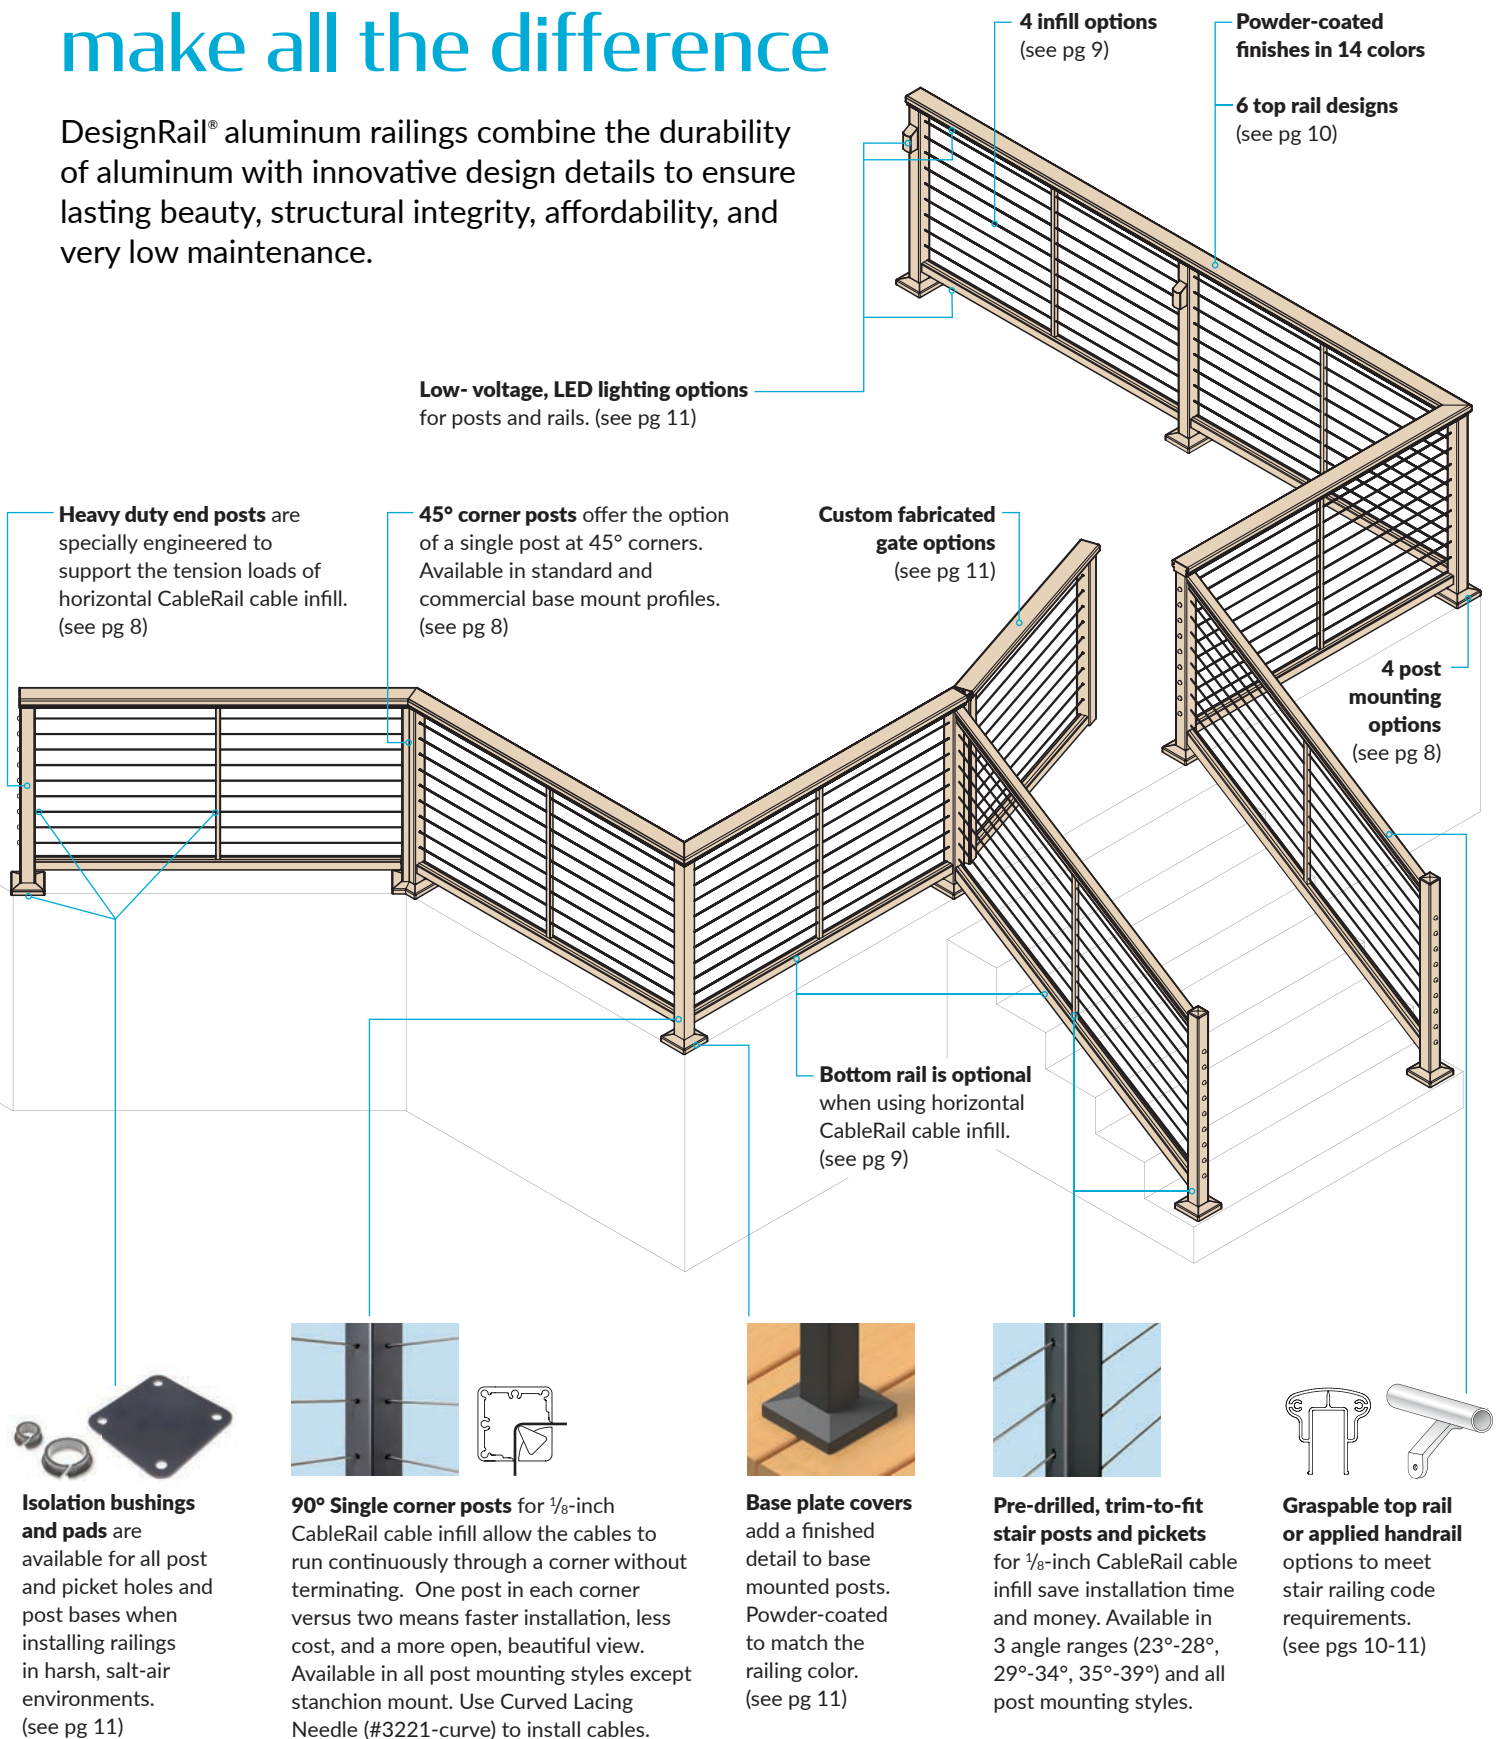 make all the difference
DesignRail® aluminum railings combine the durability
of aluminum with innovative design details to ensure
lasting beauty, structural integrity, affordability, and
very low maintenance.
4 infill options
(see pg 9)
Powder-coated
finishes in 14 colors
6 top rail designs
(see pg 10)
Low- voltage, LED lighting options
for posts and rails. (see pg 11)
Heavy duty end posts are
specially engineered to
support the tension loads of
horizontal CableRail cable infill.
(see pg 8)
45° corner posts offer the option
of a single post at 45° corners.
Available in standard and
commercial base mount profiles.
(see pg 8)
Custom fabricated
gate options
(see pg 11)
4 post
mounting
options
(see pg 8)
Bottom rail is optional
when using horizontal
CableRail cable infill.
(see pg 9)
Isolation bushings
and pads are
available for all post
and picket holes and
post bases when
installing railings
in harsh, salt-air
environments.
(see pg 11)
90° Single corner posts for 1/8-inch
CableRail cable infill allow the cables to
run continuously through a corner without
terminating.  One post in each corner
versus two means faster installation, less
cost, and a more open, beautiful view.
Available in all post mounting styles except
stanchion mount. Use Curved Lacing
Needle (#3221-curve) to install cables.
Base plate covers
add a finished
detail to base
mounted posts.
Powder-coated
to match the
railing color.
(see pg 11)
Pre-drilled, trim-to-fit
stair posts and pickets
for 1/8-inch CableRail cable
infill save installation time
and money. Available in
3 angle ranges (23°-28°,
29°-34°, 35°-39°) and all
post mounting styles.
Graspable top rail
or applied handrail
options to meet
stair railing code
requirements.
(see pgs 10-11)